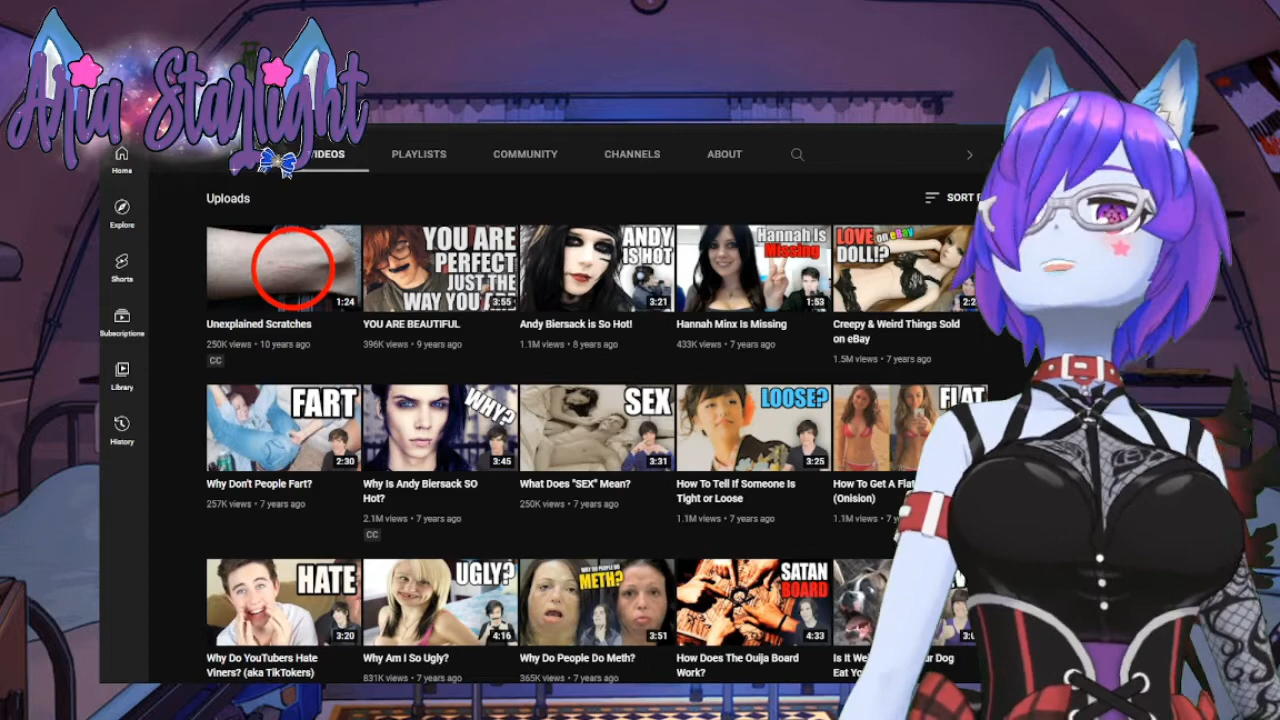 Aria Starlight
VIDEOS
PLAYLISTS
COMMUNITY
CHANNELS
ABOUT
Home
Explore
Shorts
Subscriptions
Library
History
Uploads
SORT
1:24
YOU ARE
PERFECT
JUST THE
WAY YOU ARE
3:55
ANDY
IS HOT
3:21
Hannah Is
Missing
1:53
LOVE on eBay
DOLL!?
2:2
Unexplained Scratches
250K views • 10 years ago
CC
YOU ARE BEAUTIFUL
396K views • 9 years ago
Andy Biersack is So Hot!
1.1M views • 8 years ago
Hannah Minx Is Missing
433K views • 7 years ago
Creepy & Weird Things Sold
on eBay
1.5M views • 7 years ago
FART
2:30
WHY?
3:45
SEX
3:31
LOOSE?
3:25
FLAT
Why Don't People Fart?
257K views • 7 years ago
Why Is Andy Biersack SO
Hot?
2.1M views • 7 years ago
CC
What Does "SEX" Mean?
250K views • 7 years ago
How To Tell If Someone Is
Tight or Loose
1.1M views • 7 years ago
How To Get A Flat
(Onision)
1.1M views • 7 y
HATE
3:20
UGLY?
4:16
WHY DO PEOPLE DO
METH?
3:51
SATAN
BOARD
4:33
Why Do YouTubers Hate
Viners? (aka TikTokers)
Why Am I So Ugly?
831K views • 7 years ago
Why Do People Do Meth?
365K views • 7 years ago
How Does The Ouija Board
Work?
Is It We
ur Dog
Eat Yo